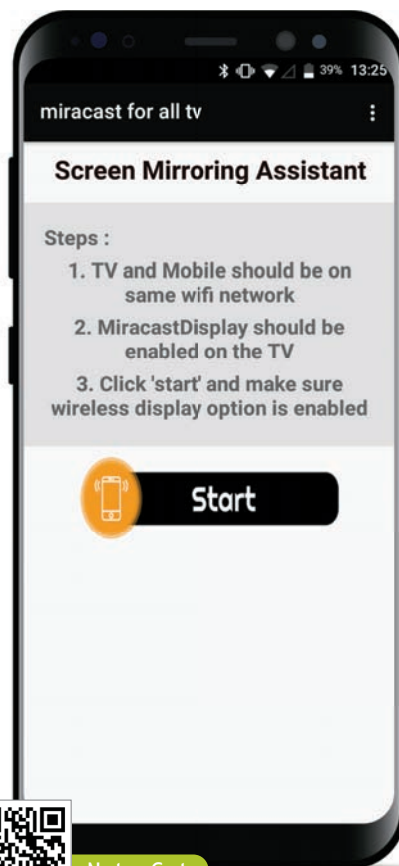 39% 13:25
miracast for all tv
Screen Mirroring Assistant
Steps :
1. TV and Mobile should be on
same wifi network
2. MiracastDisplay should be
enabled on the TV
3. Click 'start' and make sure
wireless display option is enabled
Start